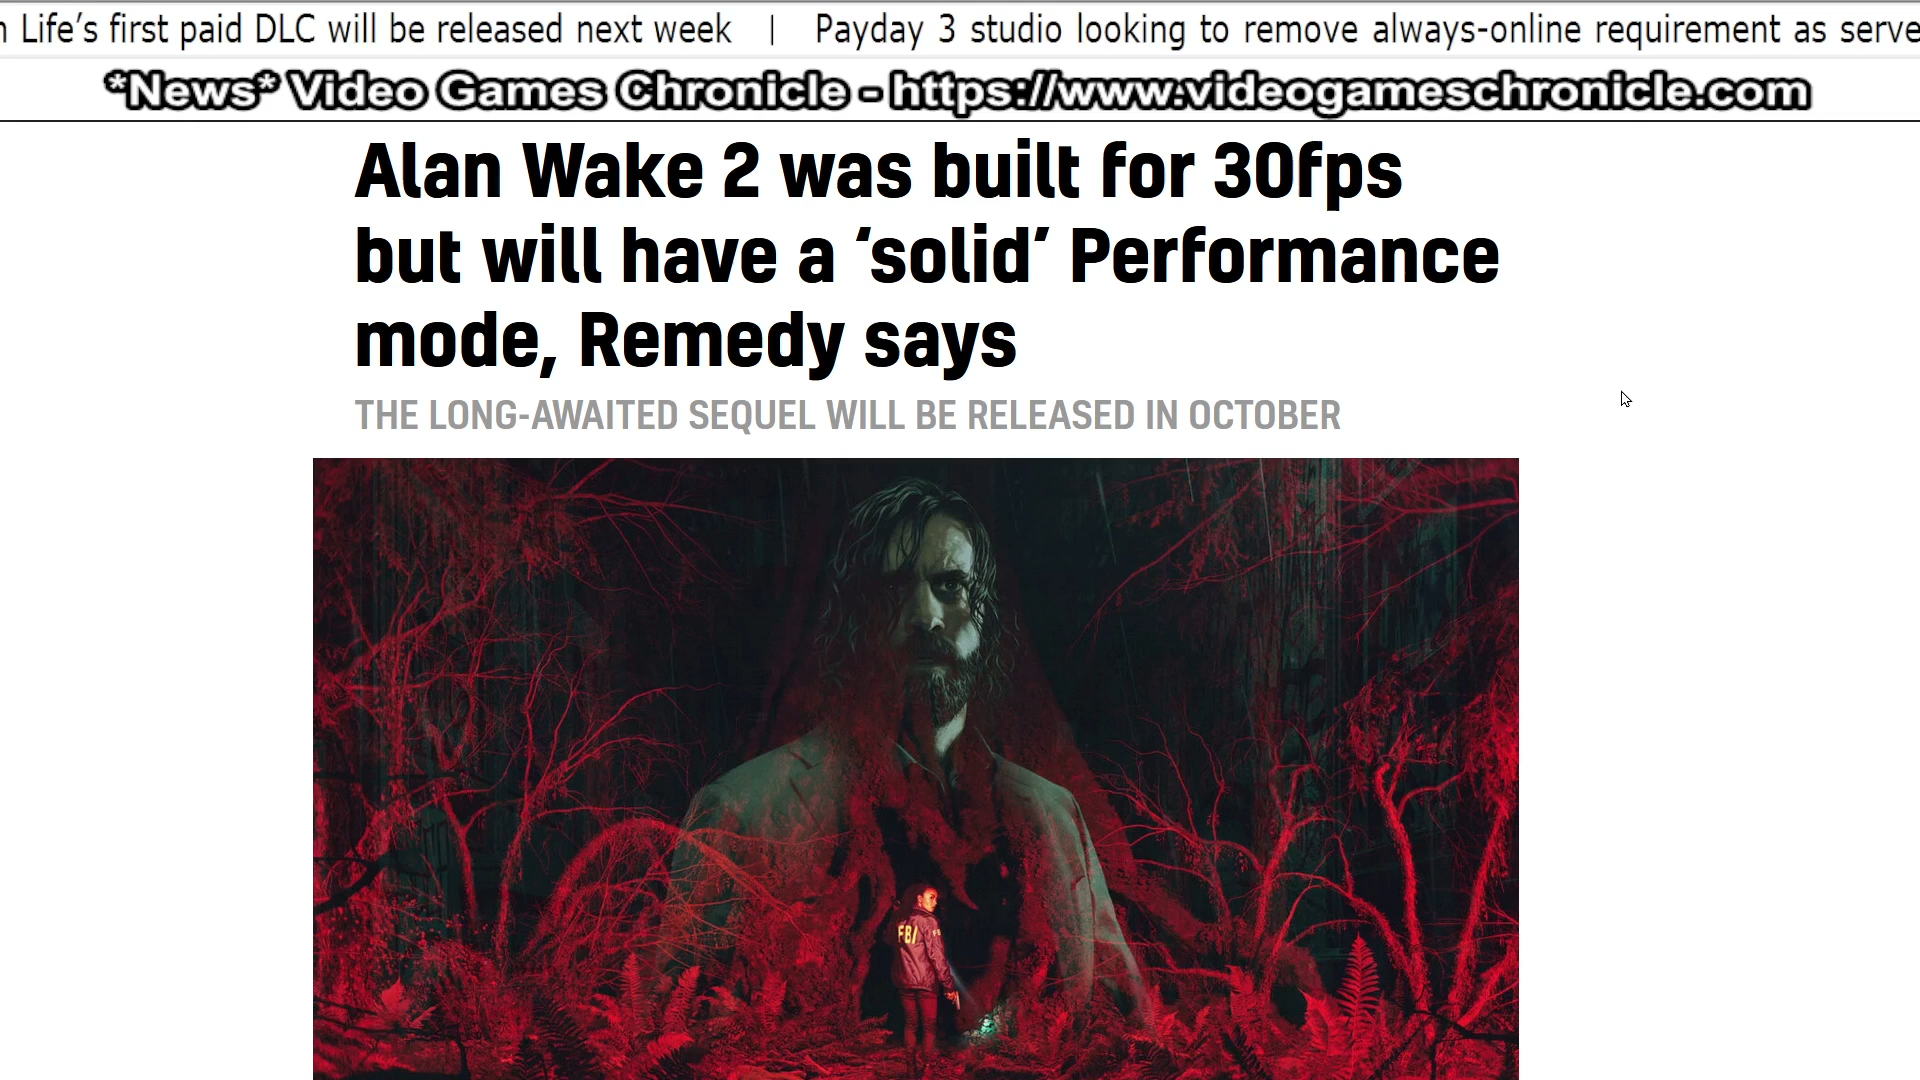 Life’s first paid DLC will be released next week | Payday 3 studio looking to remove always-online requirement as
*News* Video Games Chronicle - https://www.videogameschronicle.com
Alan Wake 2 was built for 30fps
but will have a ‘solid’ Performance
mode, Remedy says
THE LONG-AWAITED SEQUEL WILL BE RELEASED IN OCTOBER
FBI